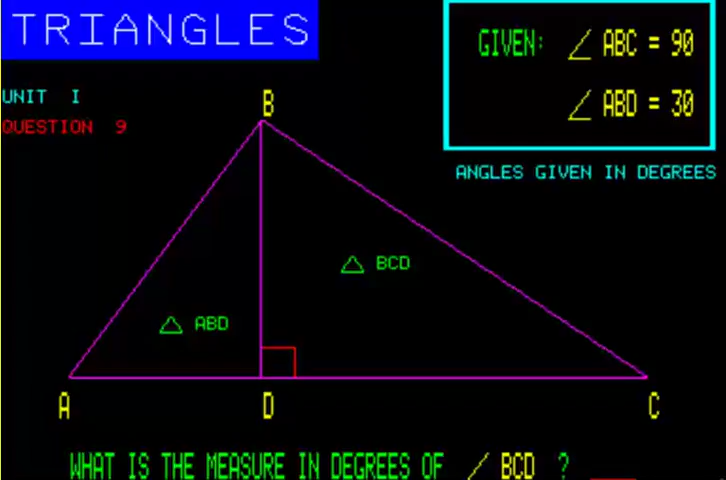 TRIANGLES
GIVEN: ∠ ABC = 90
∠ ABD = 30
UNIT I
QUESTION 9
ANGLES GIVEN IN DEGREES
B
△ BCD
△ ABD
A
D
C
WHAT IS THE MEASURE IN DEGREES OF ∠ BCD ?